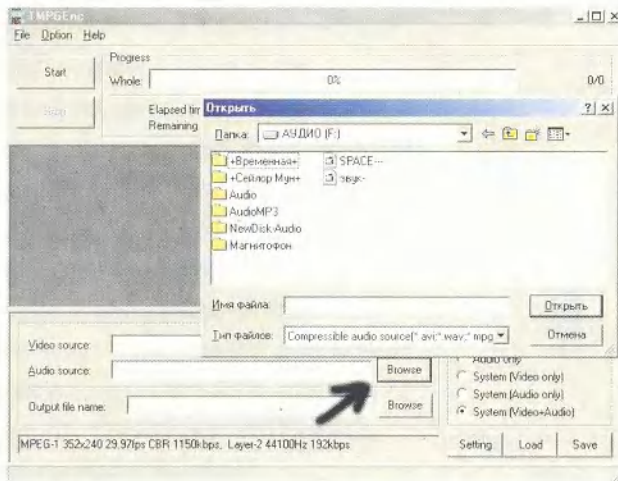 TMPGEnc
File Option Help
Progress
Start
Whole: 0% 0/0
Stop
Elapsed tim
Remaining
Открыть
Папка: АУДИО (F:)
+Временная+
+Сейлор Мун+
Audio
AudioMP3
NewDisk-Audio
Магнитофон
SPACE---
звук-
Имя файла:
Открыть
Тип файлов: Compressible audio source(*.avi;*.wav;*.mpg
Отмена
Video source:
Audio source:
Browse
Output file name:
Browse
Audio only
System (Video only)
System (Audio only)
System (Video+Audio)
MPEG-1 352x240 29.97fps CBR 1150kbps, Layer-2 44100Hz 192kbps
Setting Load Save